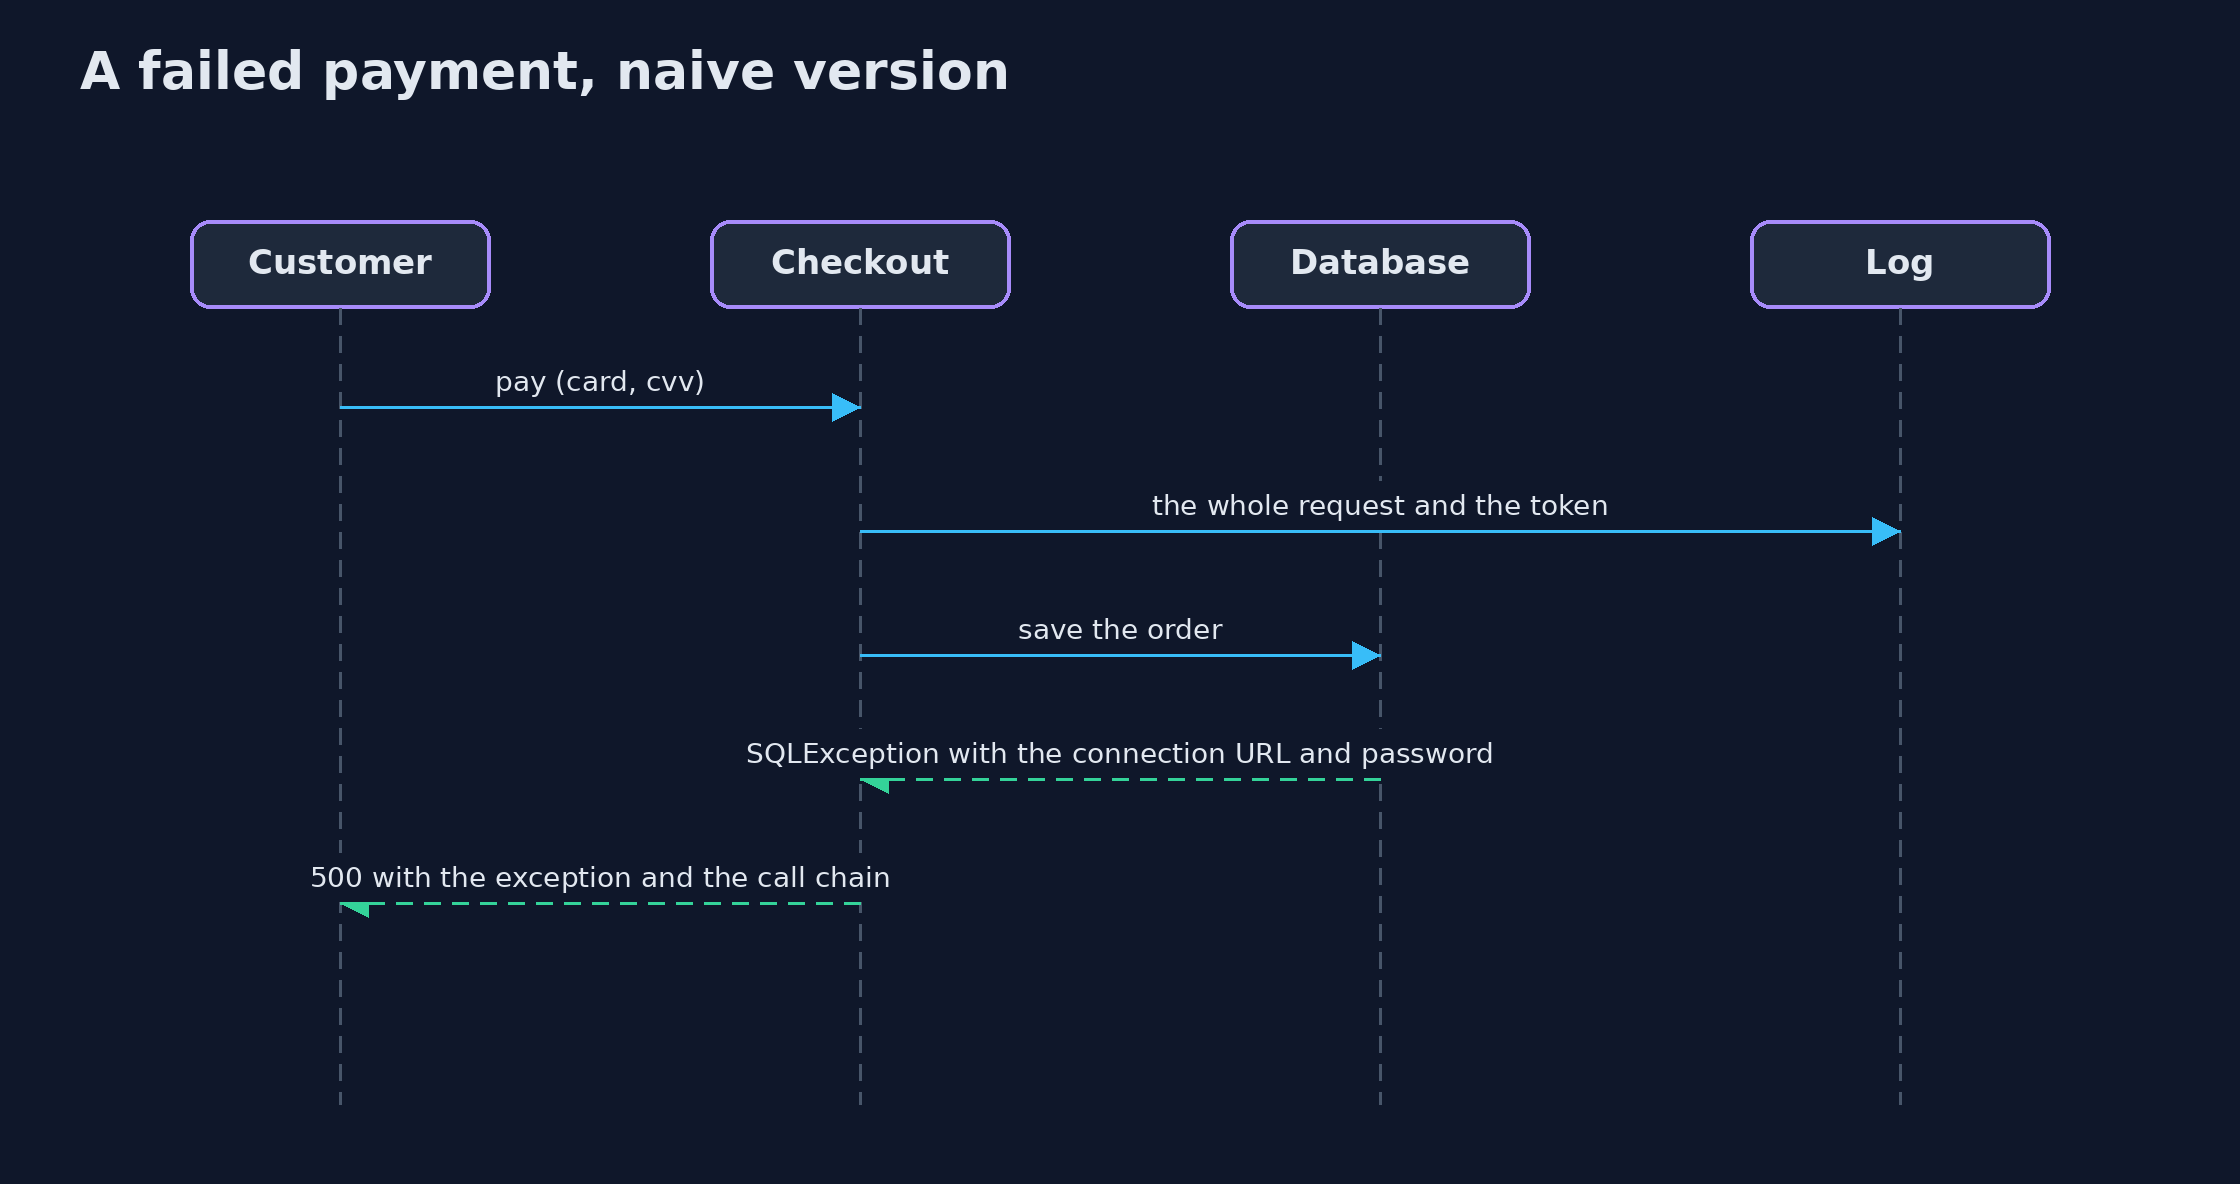 A failed payment, naive version
Customer
Checkout
Database
Log
pay (card, cvv)
the whole request and the token
save the order
SQLException with the connection URL and password
500 with the exception and the call chain